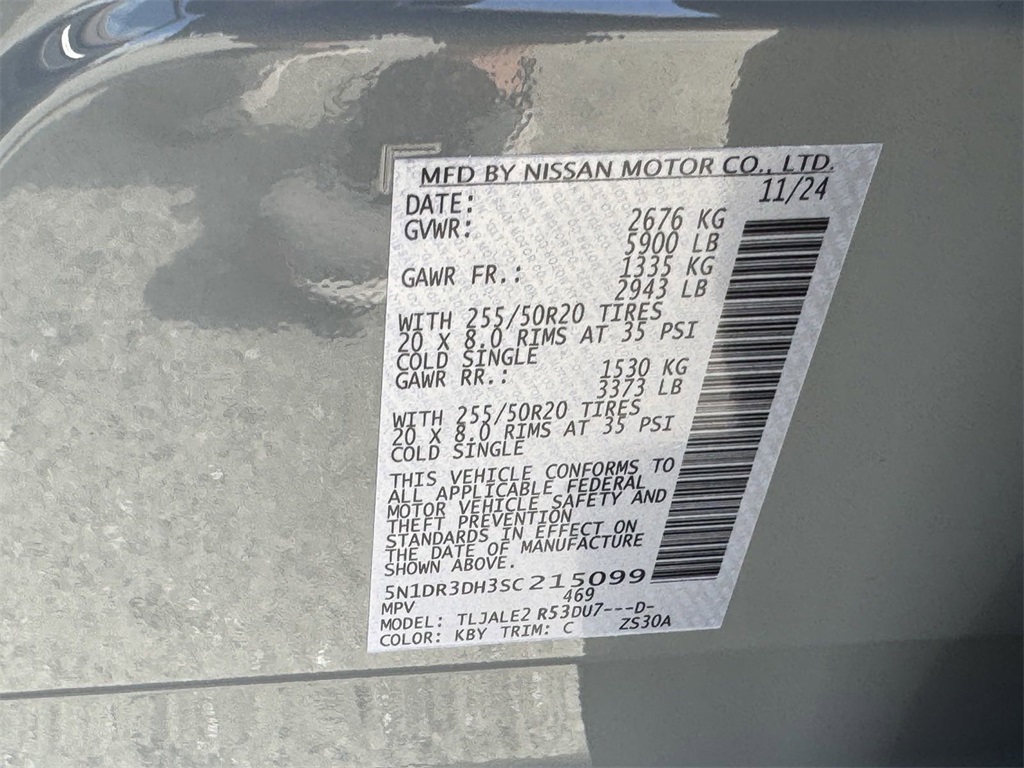 MFD BY NISSAN MOTOR CO., LTD.
DATE: 11/24
GVWR: 2676 KG
5900 LB
GAWR FR.: 1335 KG
2943 LB
WITH 255/50R20 TIRES
20 X 8.0 RIMS AT 35 PSI
COLD SINGLE
GAWR RR.: 1530 KG
3373 LB
WITH 255/50R20 TIRES
20 X 8.0 RIMS AT 35 PSI
COLD SINGLE
THIS VEHICLE CONFORMS TO
ALL APPLICABLE FEDERAL
MOTOR VEHICLE SAFETY AND
THEFT PREVENTION
STANDARDS IN EFFECT ON
THE DATE OF MANUFACTURE
SHOWN ABOVE.
5N1DR3DH3SC215099
MPV 469
MODEL: TLJALE2 R53DU7---D-
COLOR: KBY TRIM: C ZS30A